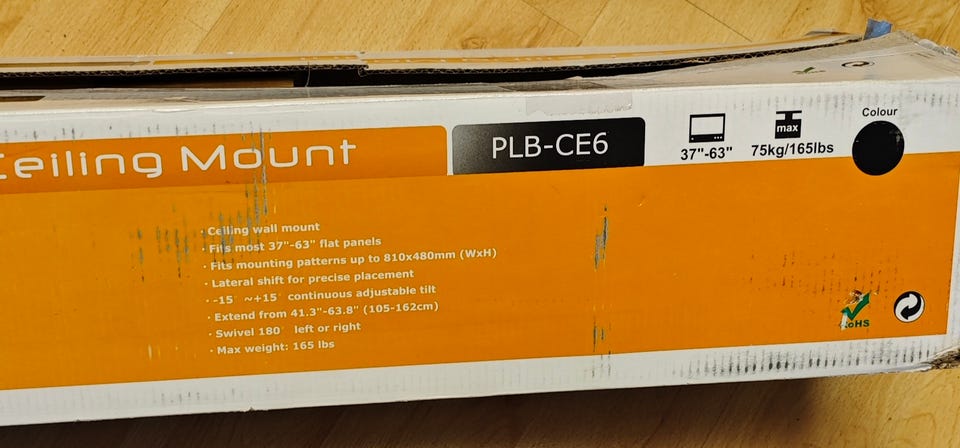 Ceiling Mount
PLB-CE6
37"-63"
max
75kg/165lbs
Colour
· Ceiling wall mount
· Fits most 37"-63" flat panels
· Fits mounting patterns up to 810x480mm (WxH)
· Lateral shift for precise placement
· -15° ~+15° continuous adjustable tilt
· Extend from 41.3"-63.8" (105-162cm)
· Swivel 180° left or right
· Max weight: 165 lbs
RoHS